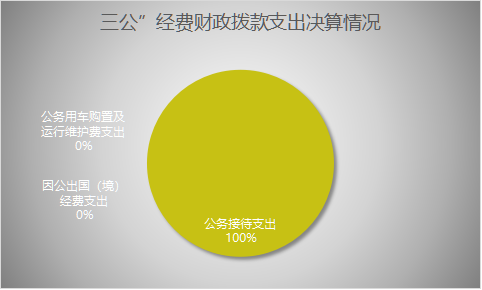 三公”经费财政拨款支出决算情况
公务用车购置及
运行维护费支出
0%
因公出国（境）
经费支出
0%
公务接待支出
100%